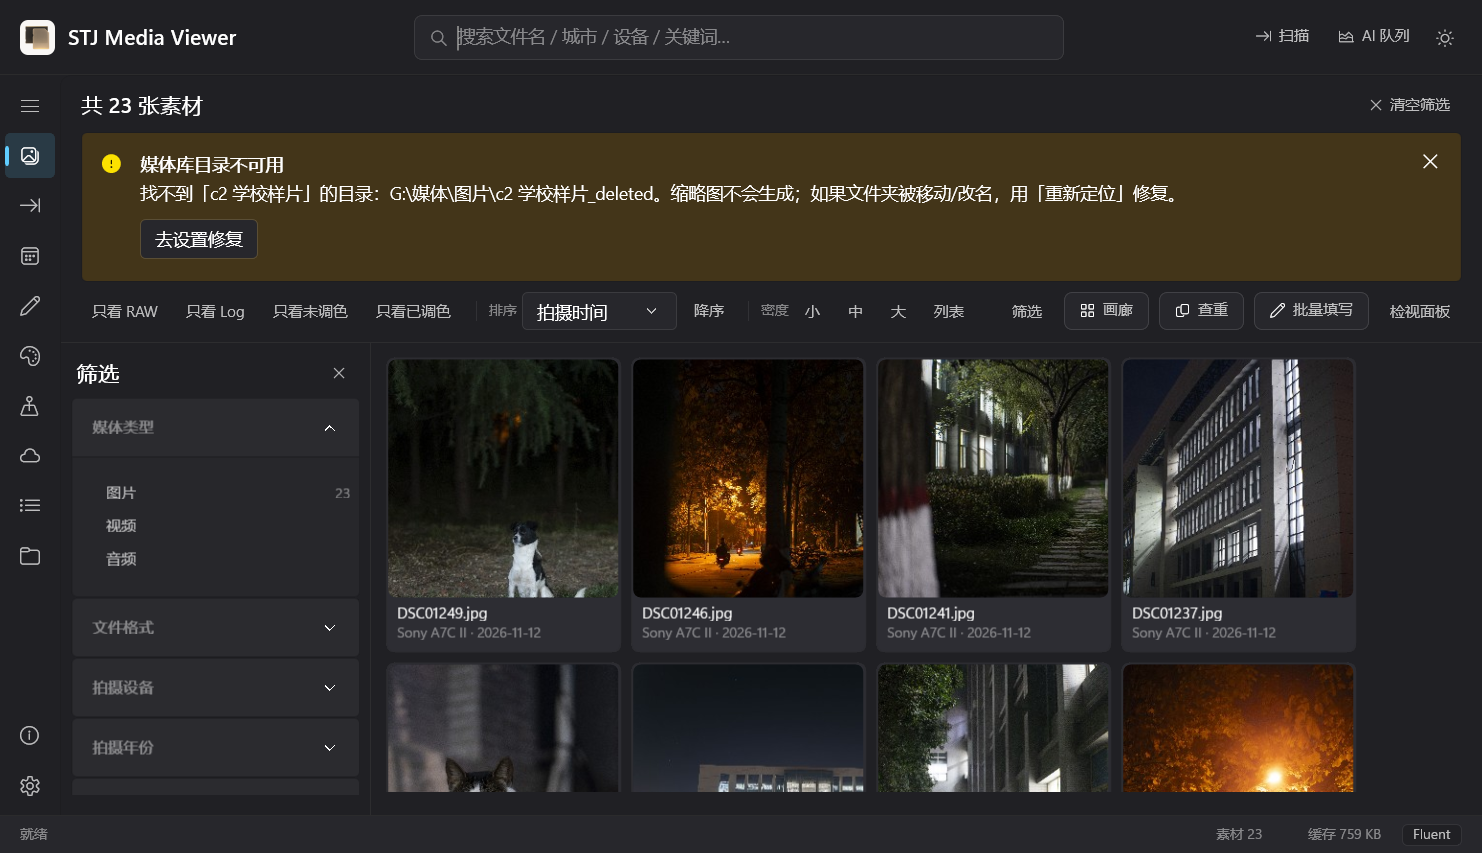 STJ Media Viewer
搜索文件名 / 城市 / 设备 / 关键词...
扫描
AI 队列
共 23 张素材
清空筛选
媒体库目录不可用
找不到「c2 学校样片」的目录：G:\媒体\图片\c2 学校样片_deleted。缩略图不会生成；如果文件夹被移动/改名，用「重新定位」修复。
去设置修复
只看 RAW 只看 Log 只看未调色 只看已调色 排序 拍摄时间 降序 密度 小 中 大 列表 筛选 画廊 查重 批量填写 检视面板
筛选
媒体类型
图片 23
视频
音频
文件格式
拍摄设备
拍摄年份
DSC01249.jpg
Sony A7C II · 2026-11-12
DSC01246.jpg
Sony A7C II · 2026-11-12
DSC01241.jpg
Sony A7C II · 2026-11-12
DSC01237.jpg
Sony A7C II · 2026-11-12
就绪
素材 23
缓存 759 KB
Fluent